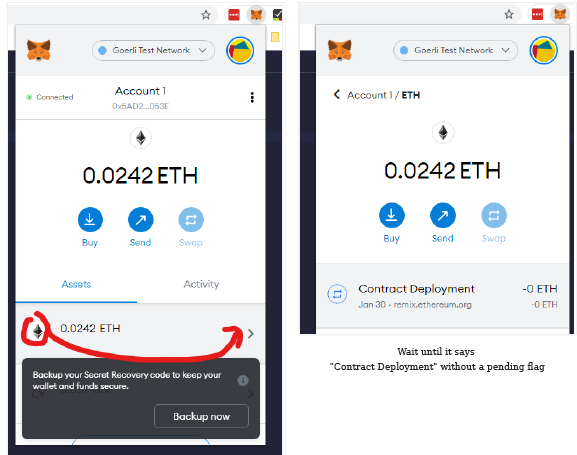 Goerli Test Network
Connected
Account 1
0x5AD2...053E
0.0242 ETH
Buy
Send
Swap
Assets
Activity
0.0242 ETH
Backup your Secret Recovery code to keep your
wallet and funds secure.
Backup now
Goerli Test Network
Account 1 / ETH
0.0242 ETH
Buy
Send
Swap
Contract Deployment
-0 ETH
Jan 30 · remix.ethereum.org
-0 ETH
Wait until it says
"Contract Deployment" without a pending flag